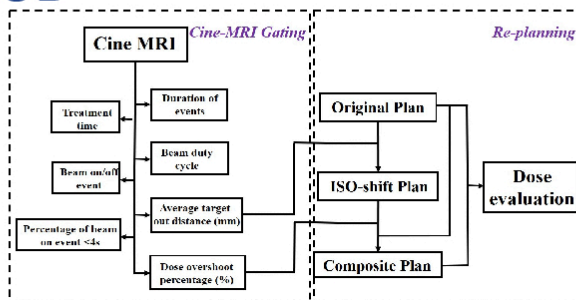 Cine-MRI Gating
Cine MRI
Treatment
time
Duration of
events
Beam on/off
event
Beam duty
cycle
Percentage of beam
on event <4s
Average target
out distance (mm)
Dose overshoot
percentage (%)
Re-planning
Original Plan
ISO-shift Plan
Composite Plan
Dose
evaluation